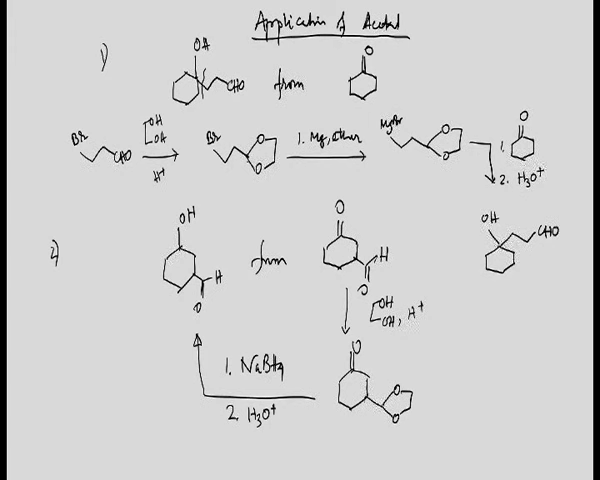 Application of Acetal
1)
OH
CHO
from
O
Br
CHO
OH
OH
H+
Br
O
O
1. Mg, Ether
MgBr
O
O
1.
O
2. H3O+
OH
CHO
2)
OH
H
O
from
O
H
O
OH
OH, H+
O
O
O
1. NaBH4
2. H3O+